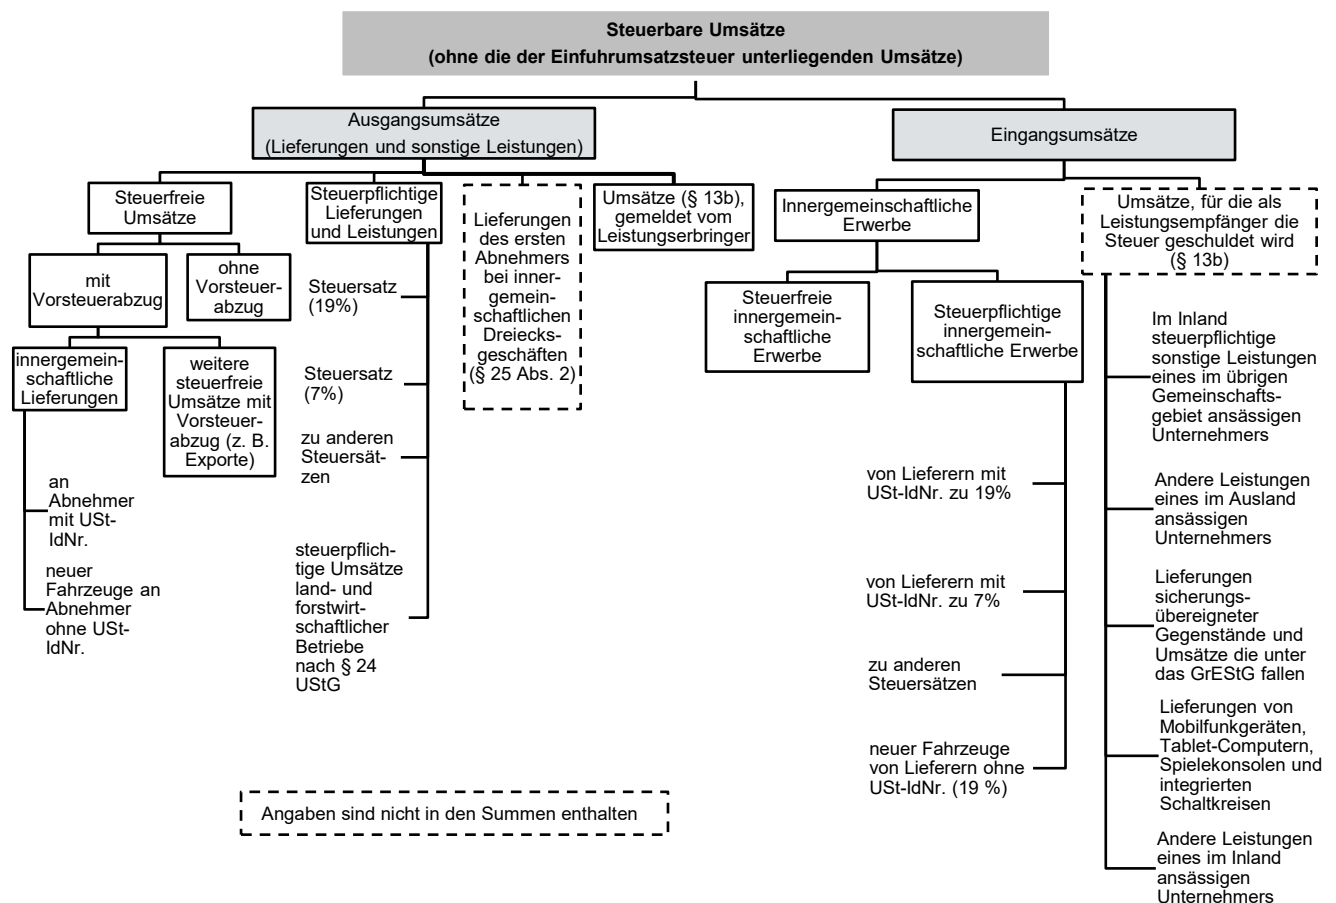 Steuerbare Umsätze
(ohne die der Einfuhrumsatzsteuer unterliegenden Umsätze)
Ausgangsumsätze
(Lieferungen und sonstige Leistungen)
Eingangsumsätze
Steuerfreie
Umsätze
Steuerpflichtige
Lieferungen
und Leistungen
Lieferungen
des ersten
Abnehmers
bei inner-
gemein-
schaftlichen
Dreiecks-
geschäften
(§ 25 Abs. 2)
Umsätze (§ 13b),
gemeldet vom
Leistungserbringer
Innergemeinschaftliche
Erwerbe
Umsätze, für die als
Leistungsempfänger die
Steuer geschuldet wird
(§ 13b)
mit
Vorsteuerabzug
ohne
Vorsteuer-
abzug
innergemein-
schaftliche
Lieferungen
weitere
steuerfreie
Umsätze mit
Vorsteuer-
abzug (z. B.
Exporte)
an
Abnehmer
mit USt-
IdNr.
neuer
Fahrzeuge an
Abnehmer
ohne USt-
IdNr.
Steuersatz
(19%)
Steuersatz
(7%)
zu anderen
Steuersät-
zen
steuerpflich-
tige Umsätze
land- und
forstwirt-
schaftlicher
Betriebe
nach § 24
UStG
Steuerfreie
innergemein-
schaftliche
Erwerbe
Steuerpflichtige
innergemein-
schaftliche Erwerbe
von Lieferern mit
USt-IdNr. zu 19%
von Lieferern mit
USt-IdNr. zu 7%
zu anderen
Steuersätzen
neuer Fahrzeuge
von Lieferern ohne
USt-IdNr. (19 %)
Im Inland
steuerpflichtige
sonstige Leistungen
eines im übrigen
Gemeinschafts-
gebiet ansässigen
Unternehmers
Andere Leistungen
eines im Ausland
ansässigen
Unternehmers
Lieferungen
sicherungs-
übereigneter
Gegenstände und
Umsätze die unter
das GrEStG fallen
Lieferungen von
Mobilfunkgeräten,
Tablet-Computern,
Spielekonsolen und
integrierten
Schaltkreisen
Andere Leistungen
eines im Inland
ansässigen
Unternehmers
Angaben sind nicht in den Summen enthalten